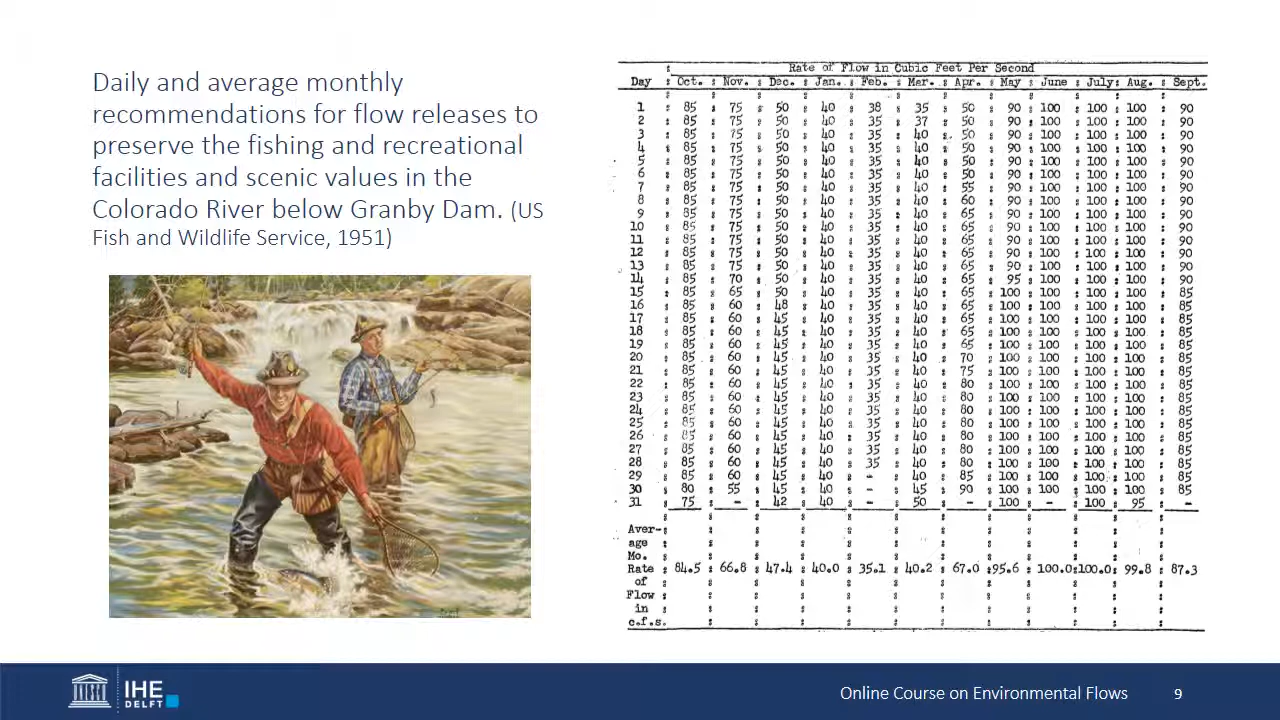 Daily and average monthly
recommendations for flow releases to
preserve the fishing and recreational
facilities and scenic values in the
Colorado River below Granby Dam. (US
Fish and Wildlife Service, 1951)
Rate of Flow in Cubic Feet Per Second
Day Oct. Nov. Dec. Jan. Feb. Mar. Apr. May June July Aug. Sept.
1 85 75 50 40 38 35 50 90 100 100 100 90
2 85 75 50 40 35 37 50 90 100 100 100 90
3 85 75 50 40 35 40 50 90 100 100 100 90
4 85 75 50 40 35 40 50 90 100 100 100 90
5 85 75 50 40 35 40 50 90 100 100 100 90
6 85 75 50 40 35 40 50 90 100 100 100 90
7 85 75 50 40 35 40 55 90 100 100 100 90
8 85 75 50 40 35 40 60 90 100 100 100 90
9 85 75 50 40 35 40 65 90 100 100 100 90
10 85 75 50 40 35 40 65 90 100 100 100 90
11 85 75 50 40 35 40 65 90 100 100 100 90
12 85 75 50 40 35 40 65 90 100 100 100 90
13 85 75 50 40 35 40 65 90 100 100 100 90
14 85 70 50 40 35 40 65 95 100 100 100 90
15 85 65 50 40 35 40 65 100 100 100 100 85
16 85 60 48 40 35 40 65 100 100 100 100 85
17 85 60 45 40 35 40 65 100 100 100 100 85
18 85 60 45 40 35 40 65 100 100 100 100 85
19 85 60 45 40 35 40 65 100 100 100 100 85
20 85 60 45 40 35 40 70 100 100 100 100 85
21 85 60 45 40 35 40 75 100 100 100 100 85
22 85 60 45 40 35 40 80 100 100 100 100 85
23 85 60 45 40 35 40 80 100 100 100 100 85
24 85 60 45 40 35 40 80 100 100 100 100 85
25 85 60 45 40 35 40 80 100 100 100 100 85
26 85 60 45 40 35 40 80 100 100 100 100 85
27 85 60 45 40 35 40 80 100 100 100 100 85
28 85 60 45 40 35 40 80 100 100 100 100 85
29 85 60 45 40 - 40 85 100 100 100 100 85
30 80 55 45 40 - 45 90 100 100 100 100 85
31 75 - 42 40 50 - 100 - 100 95 -
Aver-
age
Mo.
Rate 84.5 66.8 47.4 40.0 35.1 40.2 67.0 95.6 100.0 100.0 99.8 87.3
of
Flow
in
c.f.s.
UNESCO
IHE
DELFT
Online Course on Environmental Flows 9